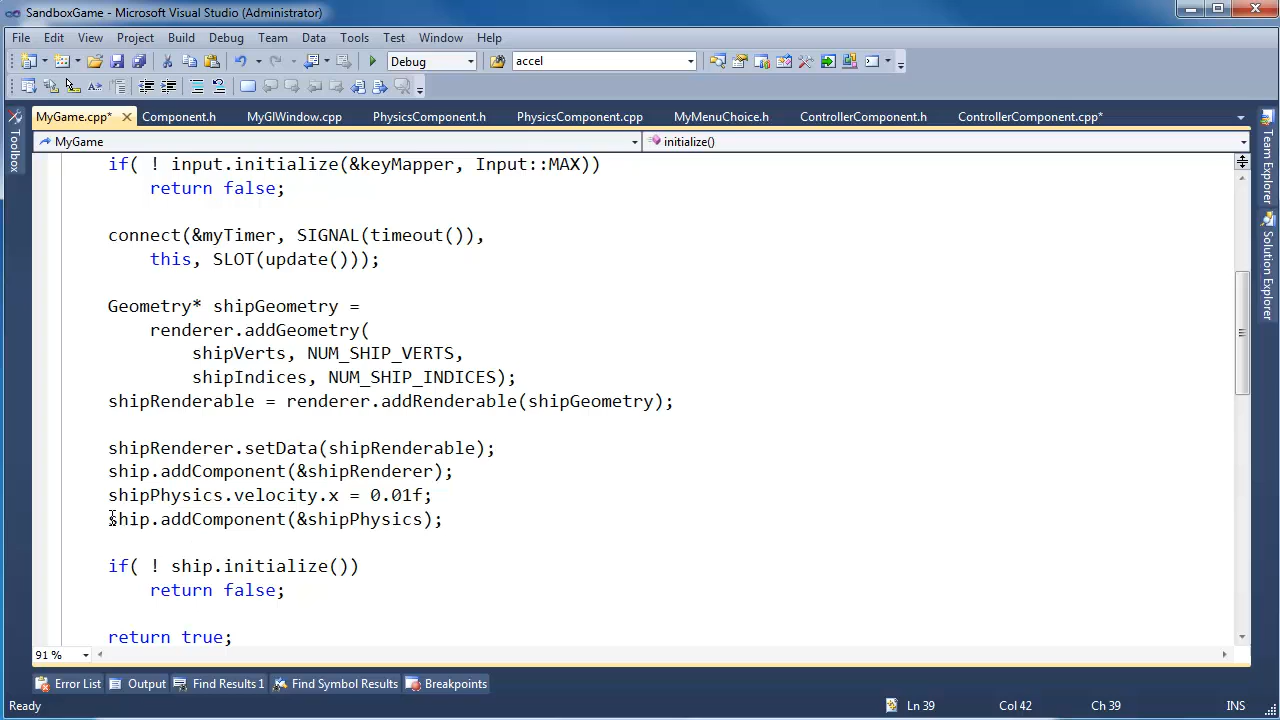 SandboxGame - Microsoft Visual Studio (Administrator)
File Edit View Project Build Debug Team Data Tools Test Window Help
Debug accel
MyGame.cpp* Component.h MyGlWindow.cpp PhysicsComponent.h PhysicsComponent.cpp MyMenuChoice.h ControllerComponent.h ControllerComponent.cpp*
MyGame initialize()
if( ! input.initialize(&keyMapper, Input::MAX))
return false;
connect(&myTimer, SIGNAL(timeout()),
this, SLOT(update()));
Geometry* shipGeometry =
renderer.addGeometry(
shipVerts, NUM_SHIP_VERTS,
shipIndices, NUM_SHIP_INDICES);
shipRenderable = renderer.addRenderable(shipGeometry);
shipRenderer.setData(shipRenderable);
ship.addComponent(&shipRenderer);
shipPhysics.velocity.x = 0.01f;
ship.addComponent(&shipPhysics);
if( ! ship.initialize())
return false;
return true;
91 %
Error List Output Find Results 1 Find Symbol Results Breakpoints
Ready Ln 39 Col 42 Ch 39 INS
Toolbox
Team Explorer
Solution Explorer